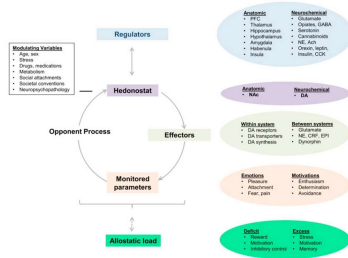 Modulating Variables
• Age, sex
• Stress
• Drugs, medications
• Metabolism
• Social attachments
• Societal conventions
• Neuropsychopathology
Regulators
Hedonostat
Opponent Process
Effectors
Monitored
parameters
Allostatic load
Anatomic
• PFC
• Thalamus
• Hippocampus
• Hypothalamus
• Amygdala
• Habenula
• Insula
Neurochemical
• Glutamate
• Opiates, GABA
• Serotonin
• Cannabinoids
• NE, Ach
• Orexin, leptin,
• Insulin, CCK
Anatomic
• NAc
Neurochemical
• DA
Within system
• DA receptors
• DA transporters
• DA synthesis
Between systems
• Glutamate
• NE, CRF, EPI
• Dynorphin
Emotions
• Pleasure
• Attachment
• Fear, pain
Motivations
• Enthusiasm
• Determination
• Avoidance
Deficit
• Reward
• Motivation
• Inhibitory control
Excess
• Stress
• Motivation
• Memory